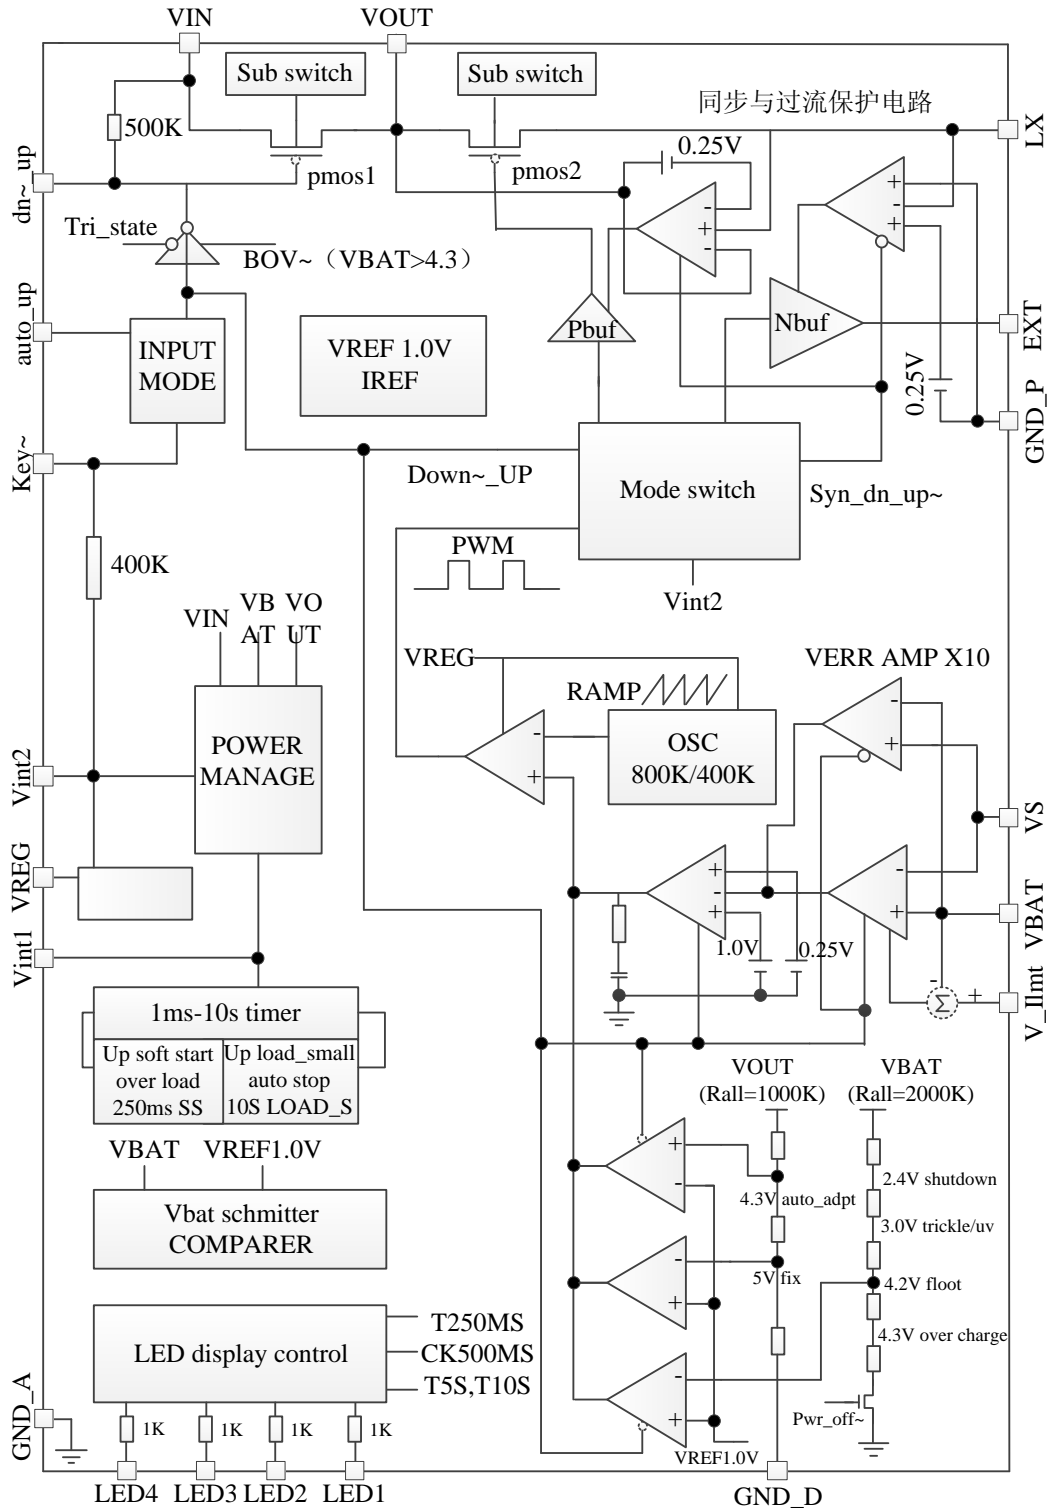 VIN
VOUT
Sub switch
Sub switch
同步与过流保护电路
LX
500K
0.25V
dn~_up
pmos1
pmos2
-
+
-
+
-
+
Tri_state
BOV~（VBAT>4.3）
auto_up
INPUT
MODE
VREF 1.0V
IREF
Pbuf
Nbuf
EXT
0.25V
GND_P
Key~
Down~_UP
Mode switch
Syn_dn_up~
400K
PWM
Vint2
VIN
VB
AT
VO
UT
VREG
VERR AMP X10
RAMP
-
+
Vint2
POWER
MANAGE
-
+
OSC
800K/400K
VS
VREG
+
-
+
-
+
VBAT
1.0V
0.25V
Vint1
-
Σ
+
V_Ilmt
1ms-10s timer
Up soft start
over load
250ms SS
Up load_small
auto stop
10S LOAD_S
VOUT
(Rall=1000K)
VBAT
(Rall=2000K)
VBAT
VREF1.0V
+
-
4.3V auto_adpt
2.4V shutdown
Vbat schmitter
COMPARER
3.0V trickle/uv
-
+
5V fix
4.2V floot
LED display control
T250MS
CK500MS
T5S,T10S
4.3V over charge
-
+
GND_A
1K
1K
1K
1K
Pwr_off~
VREF1.0V
LED4
LED3
LED2
LED1
GND_D